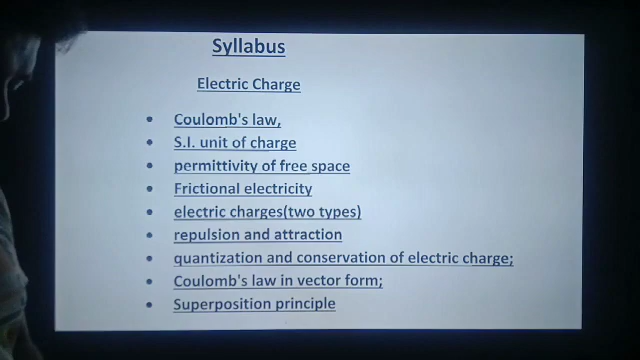 Syllabus
Electric Charge
• Coulomb's law,
• S.I. unit of charge
• permittivity of free space
• Frictional electricity
• electric charges(two types)
• repulsion and attraction
• quantization and conservation of electric charge;
• Coulomb's law in vector form;
• Superposition principle